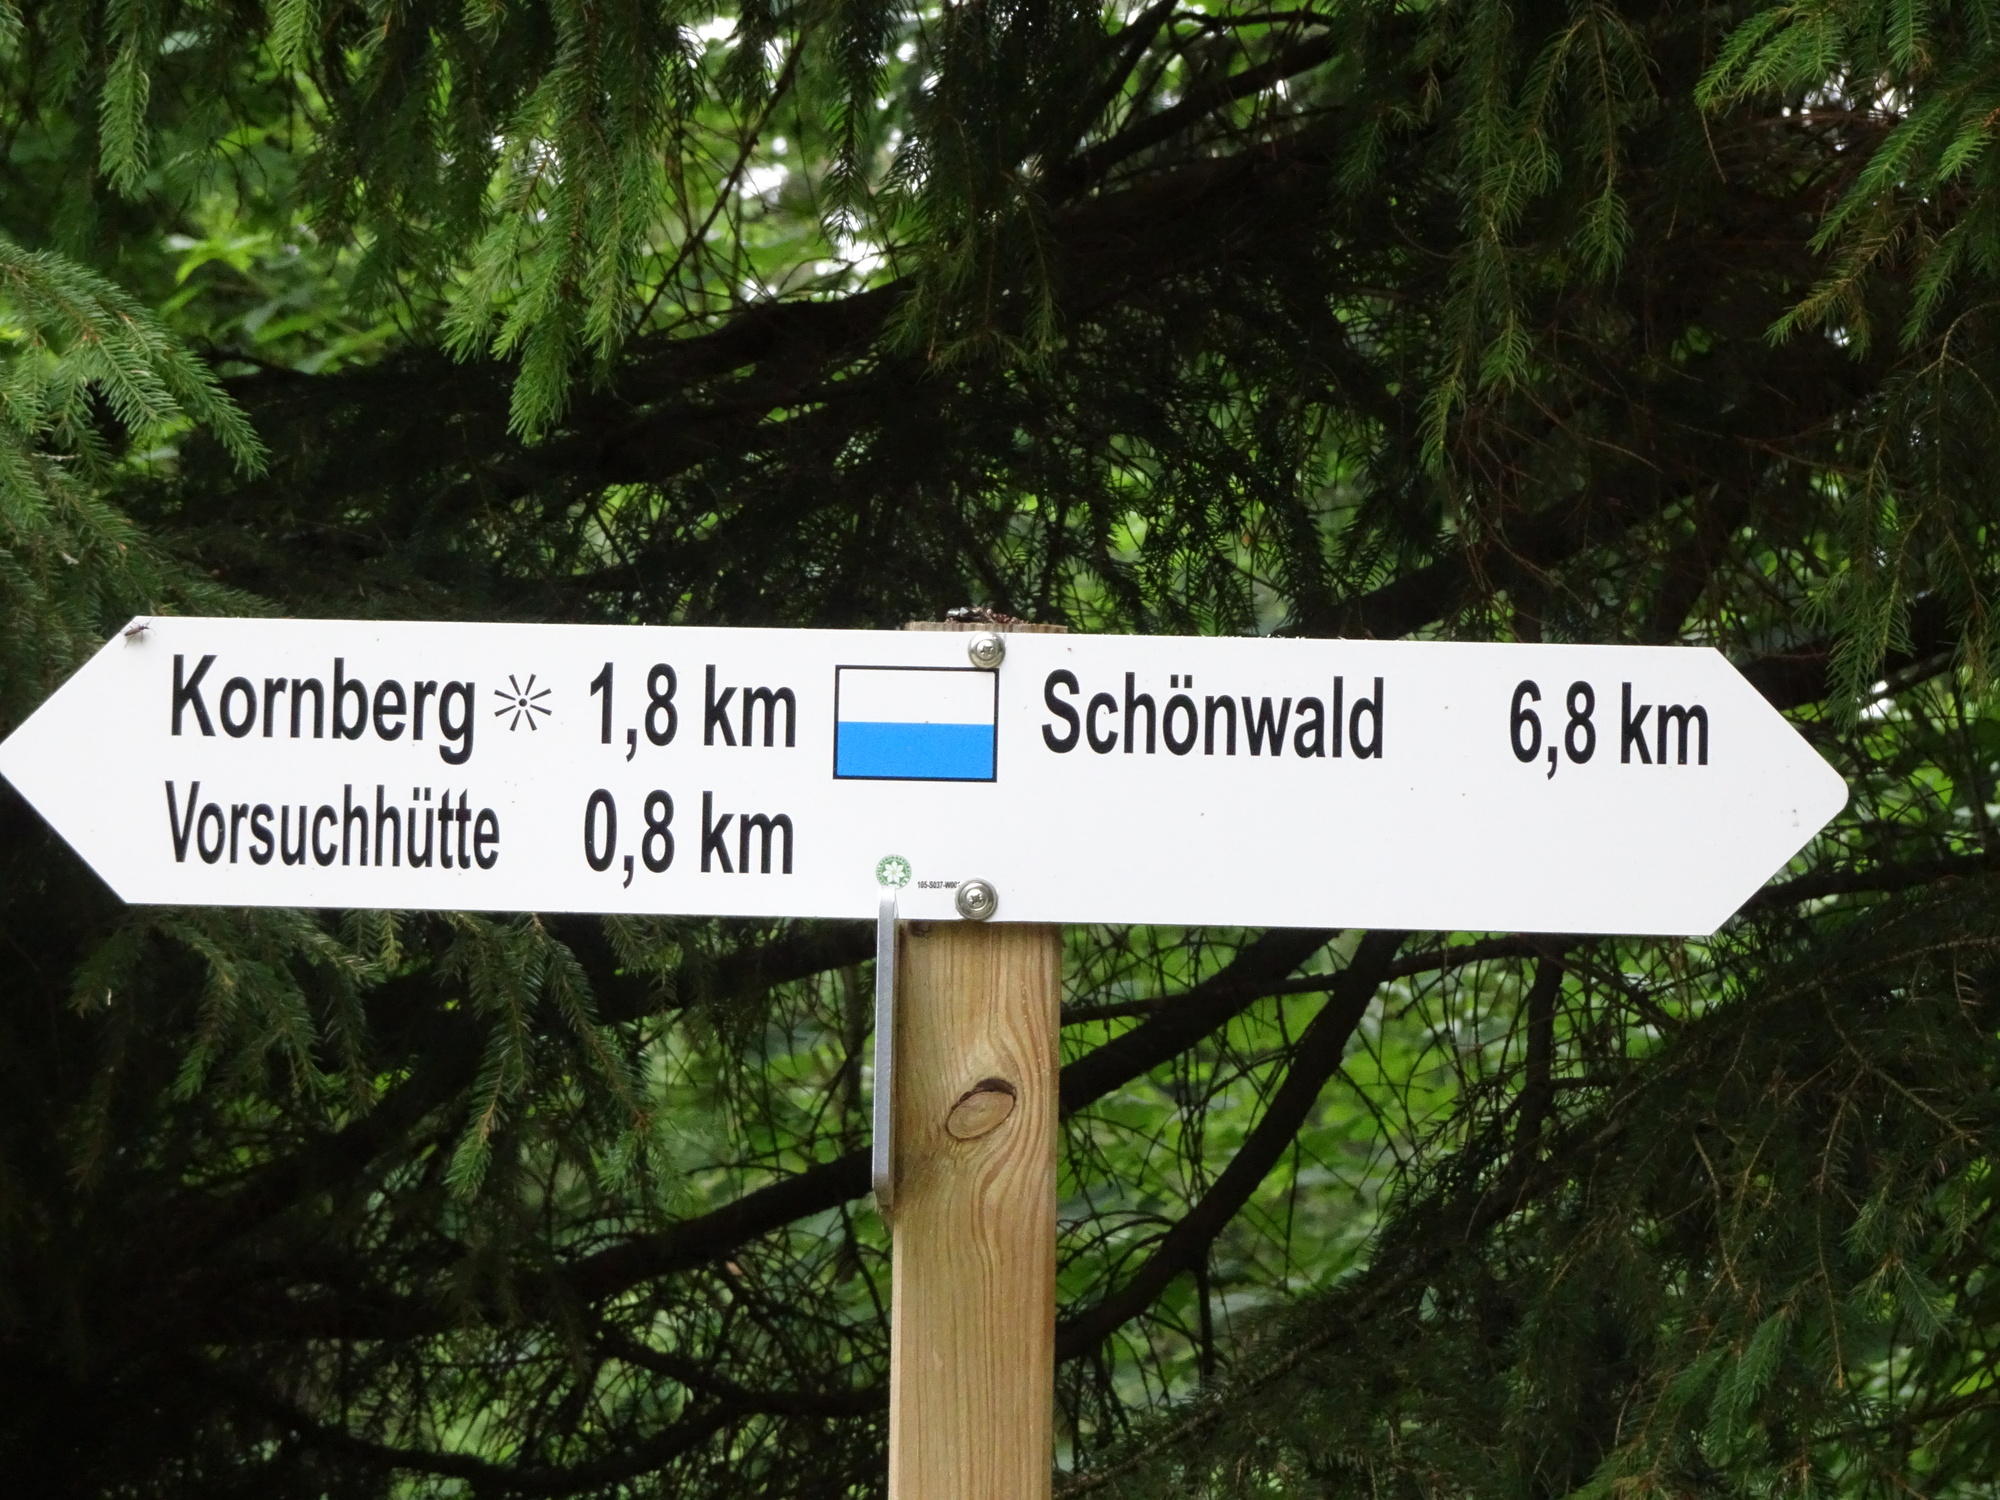 Kornberg 1,8 km
Vorsuchhütte 0,8 km
Schönwald 6,8 km